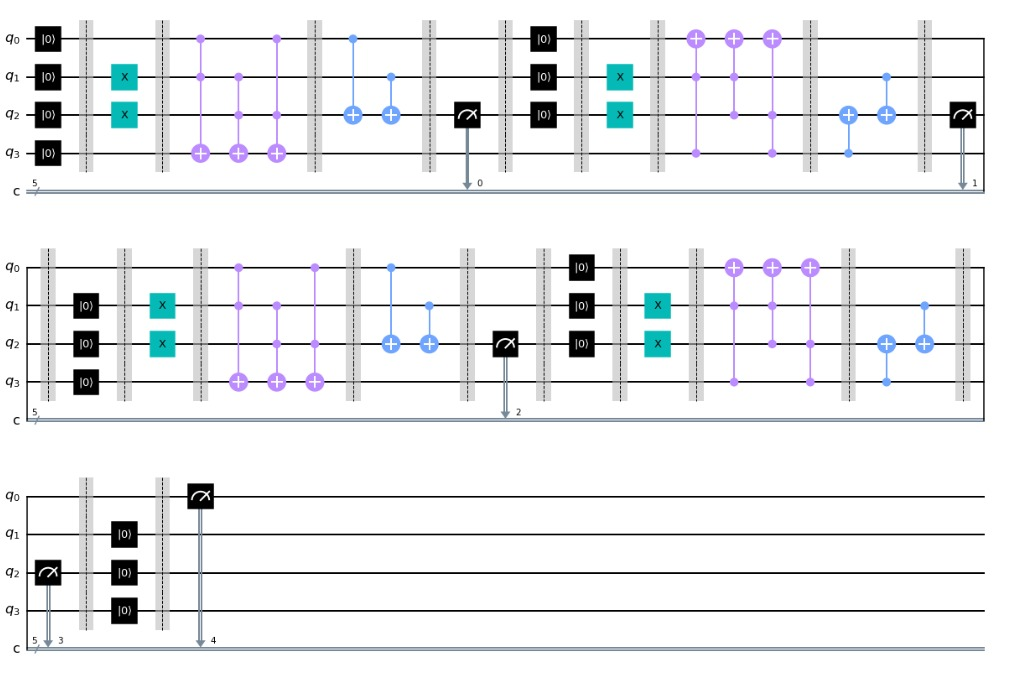 q₀ |0⟩ |0⟩
q₁ |0⟩ X |0⟩ X
q₂ |0⟩ X |0⟩ X
q₃ |0⟩
c 5 0 1
q₀ |0⟩
q₁ |0⟩ X |0⟩ X
q₂ |0⟩ X |0⟩ X
q₃ |0⟩
c 5 2
q₀
q₁ |0⟩
q₂ |0⟩
q₃ |0⟩
c 5 3 4